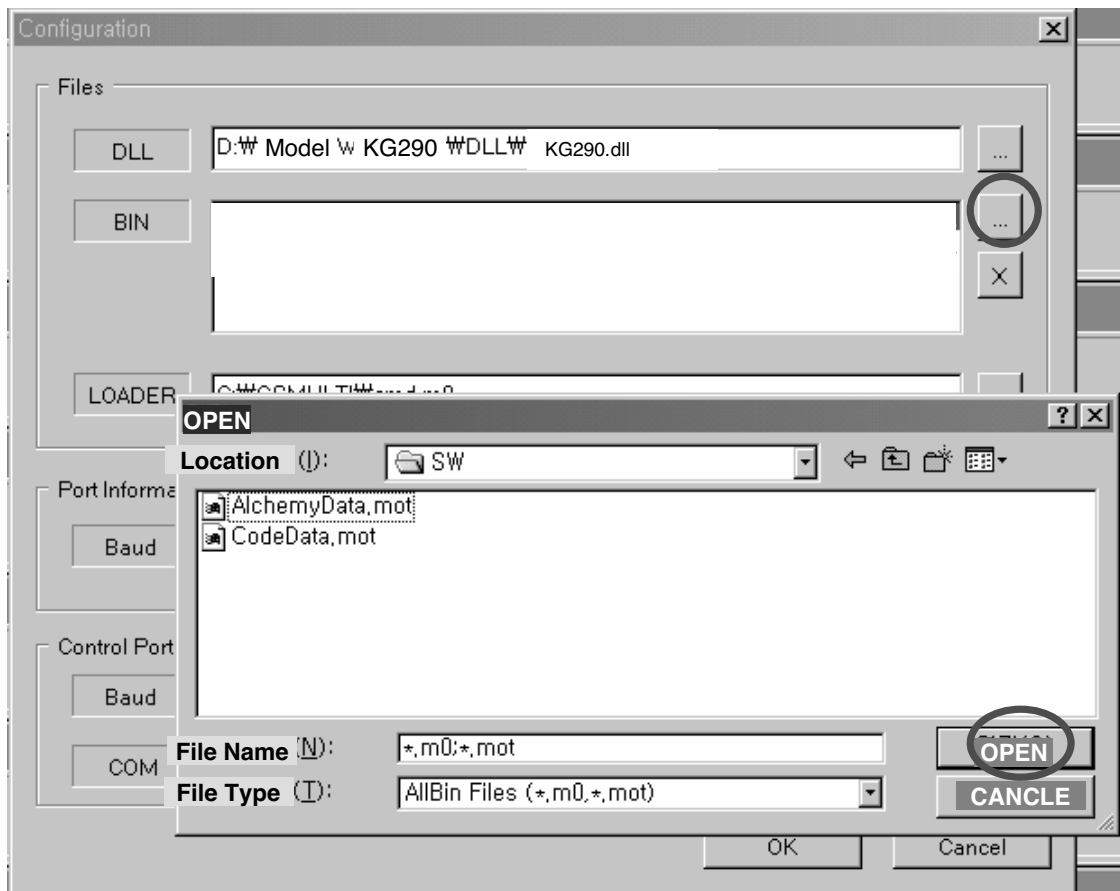 Configuration
Files
DLL
D:₩ Model ₩ KG290 ₩DLL₩ KG290.dll
...
BIN
...
X
LOADER
OPEN
Location (I):
SW
AlchemyData.mot
CodeData.mot
Port Informa
Baud
Control Port
Baud
COM
File Name (N):
*.m0;*.mot
OPEN
File Type (T):
AllBin Files (*.m0,*.mot)
CANCLE
OK
Cancel